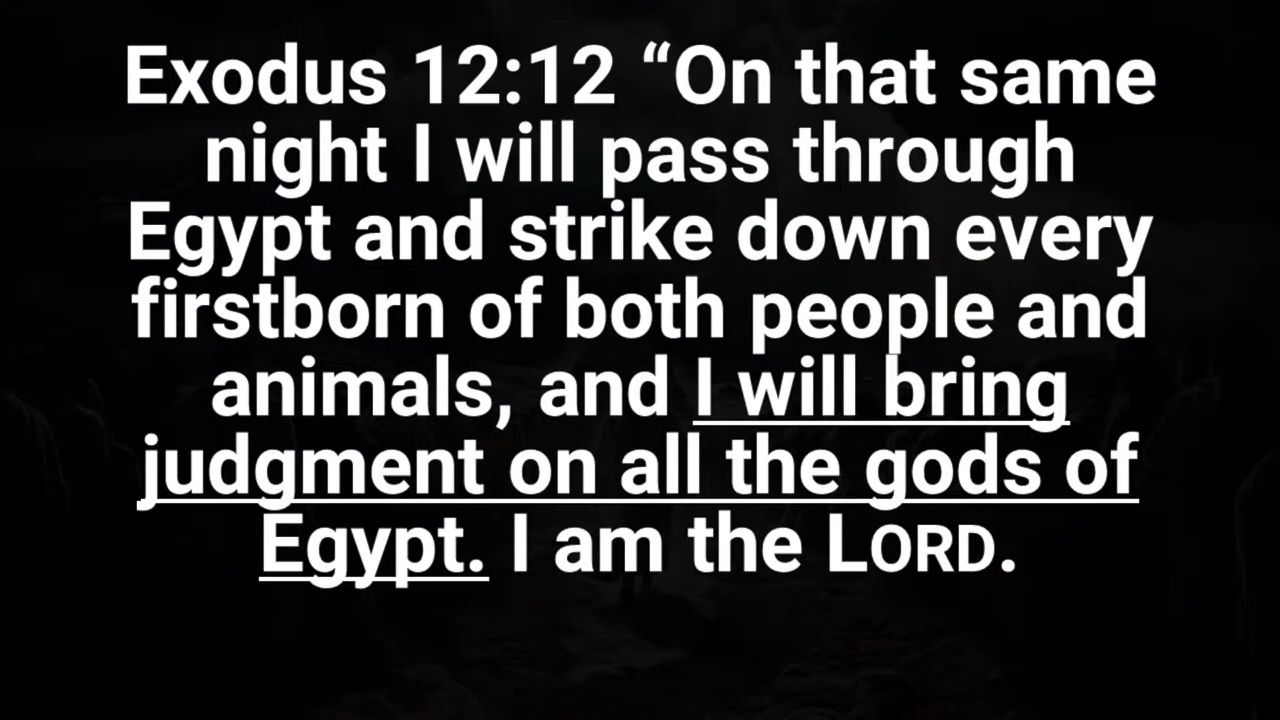 Exodus 12:12 “On that same
night I will pass through
Egypt and strike down every
firstborn of both people and
animals, and I will bring
judgment on all the gods of
Egypt. I am the LORD.